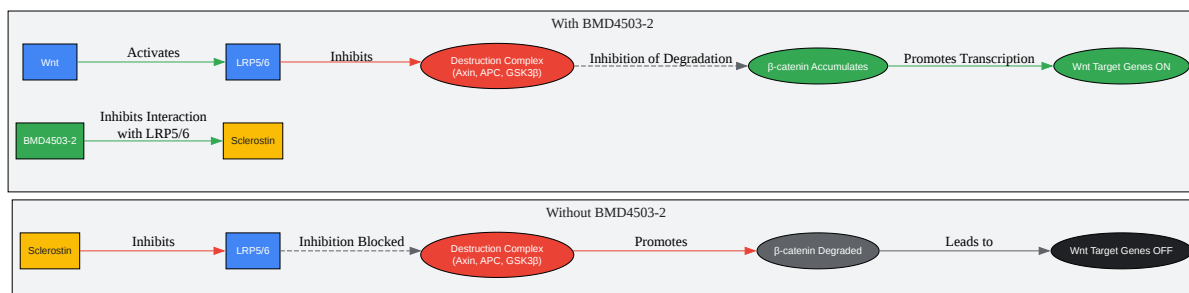 With BMD4503-2
Wnt
Activates
LRP5/6
Inhibits
Destruction Complex
(Axin, APC, GSK3β)
Inhibition of Degradation
β-catenin Accumulates
Promotes Transcription
Wnt Target Genes ON
BMD4503-2
Inhibits Interaction
with LRP5/6
Sclerostin
Without BMD4503-2
Sclerostin
Inhibits
LRP5/6
Inhibition Blocked
Destruction Complex
(Axin, APC, GSK3β)
Promotes
β-catenin Degraded
Leads to
Wnt Target Genes OFF